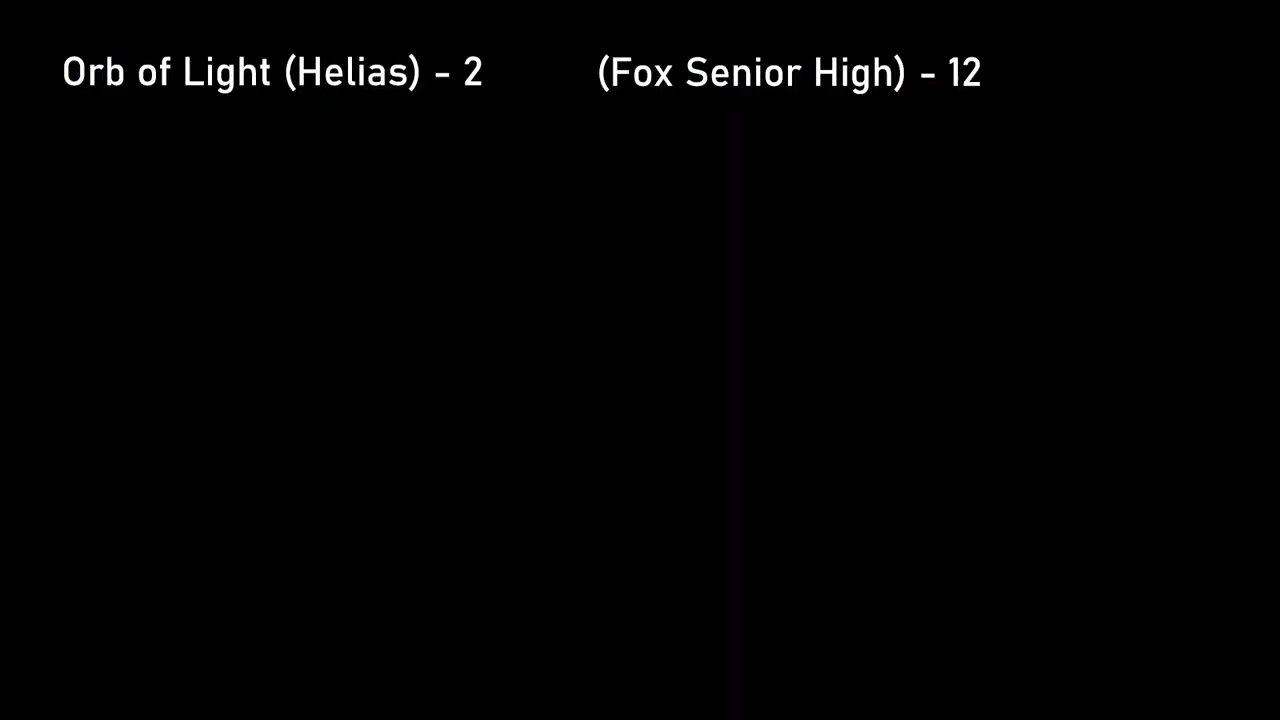 Orb of Light (Helias) - 2
(Fox Senior High) - 12